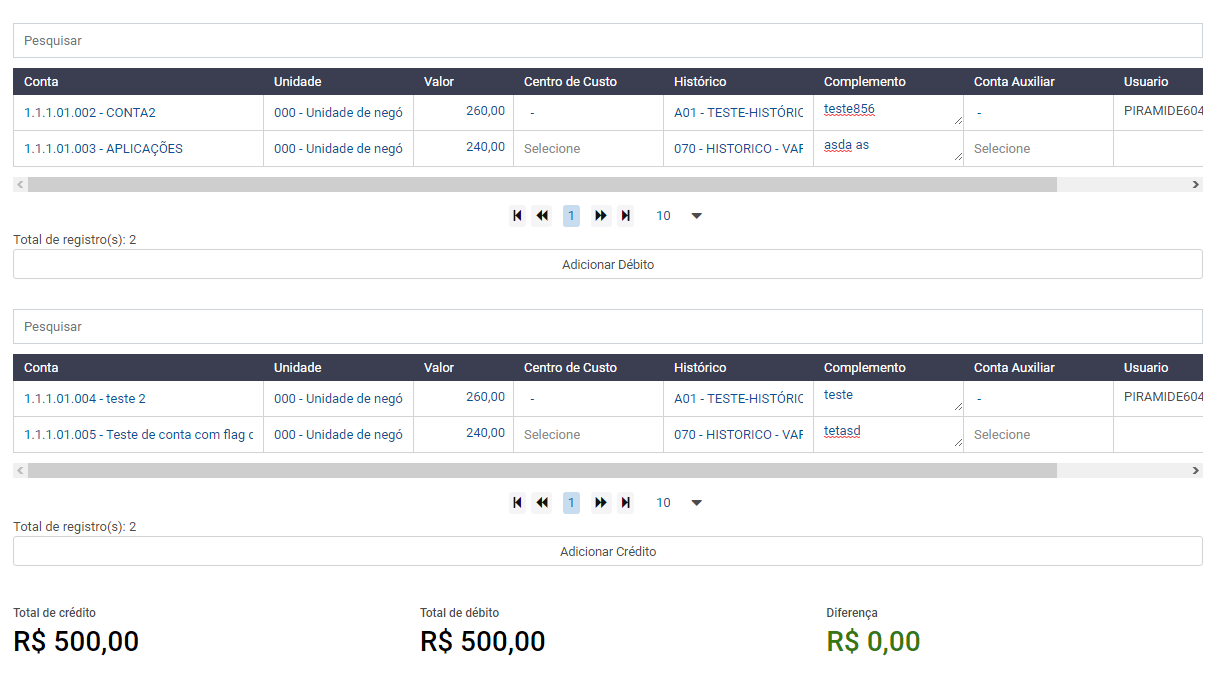 Pesquisar
Conta Unidade Valor Centro de Custo Histórico Complemento Conta Auxiliar Usuario
1.1.1.01.002 - CONTA2 000 - Unidade de negó 260,00 - A01 - TESTE-HISTÓRIC teste856 - PIRAMIDE604
1.1.1.01.003 - APLICAÇÕES 000 - Unidade de negó 240,00 Selecione 070 - HISTORICO - VAF asda as Selecione
1 10
Total de registro(s): 2
Adicionar Débito
Pesquisar
Conta Unidade Valor Centro de Custo Histórico Complemento Conta Auxiliar Usuario
1.1.1.01.004 - teste 2 000 - Unidade de negó 260,00 - A01 - TESTE-HISTÓRIC teste - PIRAMIDE604
1.1.1.01.005 - Teste de conta com flag c 000 - Unidade de negó 240,00 Selecione 070 - HISTORICO - VAF tetasd Selecione
1 10
Total de registro(s): 2
Adicionar Crédito
Total de crédito Total de débito Diferença
R$ 500,00 R$ 500,00 R$ 0,00